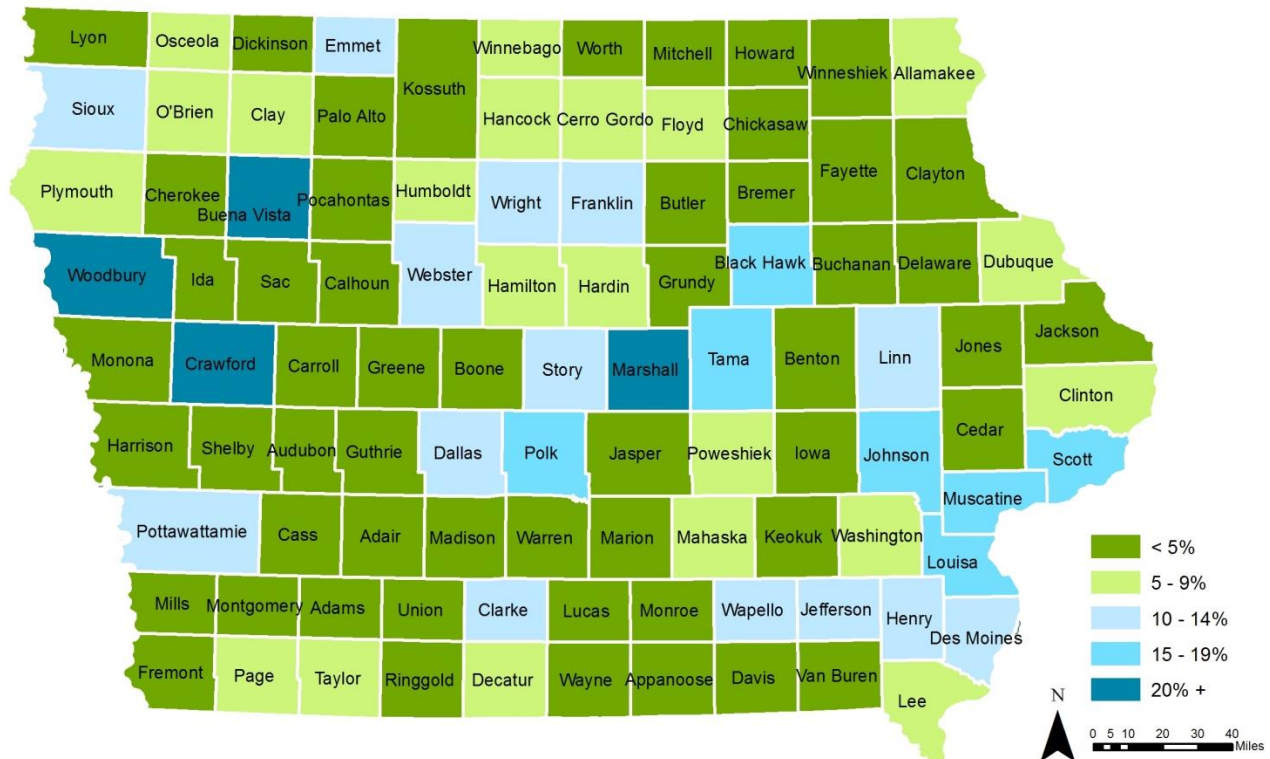 Lyon
Osceola
Dickinson
Emmet
Kossuth
Winnebago
Worth
Mitchell
Howard
Winneshiek
Allamakee
Sioux
O'Brien
Clay
Palo Alto
Hancock
Cerro Gordo
Floyd
Chickasaw
Fayette
Clayton
Plymouth
Cherokee
Buena Vista
Pocahontas
Humboldt
Wright
Franklin
Butler
Bremer
Woodbury
Ida
Sac
Calhoun
Webster
Hamilton
Hardin
Grundy
Black Hawk
Buchanan
Delaware
Dubuque
Monona
Crawford
Carroll
Greene
Boone
Story
Marshall
Tama
Benton
Linn
Jones
Jackson
Clinton
Harrison
Shelby
Audubon
Guthrie
Dallas
Polk
Jasper
Poweshiek
Iowa
Johnson
Cedar
Scott
Muscatine
Pottawattamie
Cass
Adair
Madison
Warren
Marion
Mahaska
Keokuk
Washington
Louisa
Mills
Montgomery
Adams
Union
Clarke
Lucas
Monroe
Wapello
Jefferson
Henry
Des Moines
Fremont
Page
Taylor
Ringgold
Decatur
Wayne
Appanoose
Davis
Van Buren
Lee
< 5%
5 - 9%
10 - 14%
15 - 19%
20% +
N
0 5 10 20 30 40
Miles